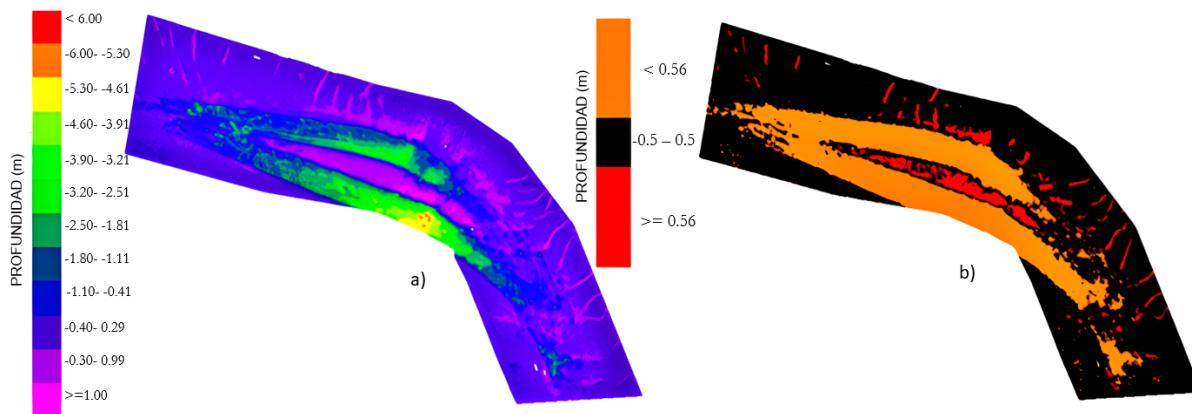 PROFUNDIDAD (m)
< 6.00
-6.00- -5.30
-5.30- -4.61
-4.60- -3.91
-3.90- -3.21
-3.20- -2.51
-2.50- -1.81
-1.80- -1.11
-1.10- -0.41
-0.40- 0.29
-0.30- 0.99
>=1.00
a)
PROFUNDIDAD (m)
< 0.56
-0.5 – 0.5
>= 0.56
b)